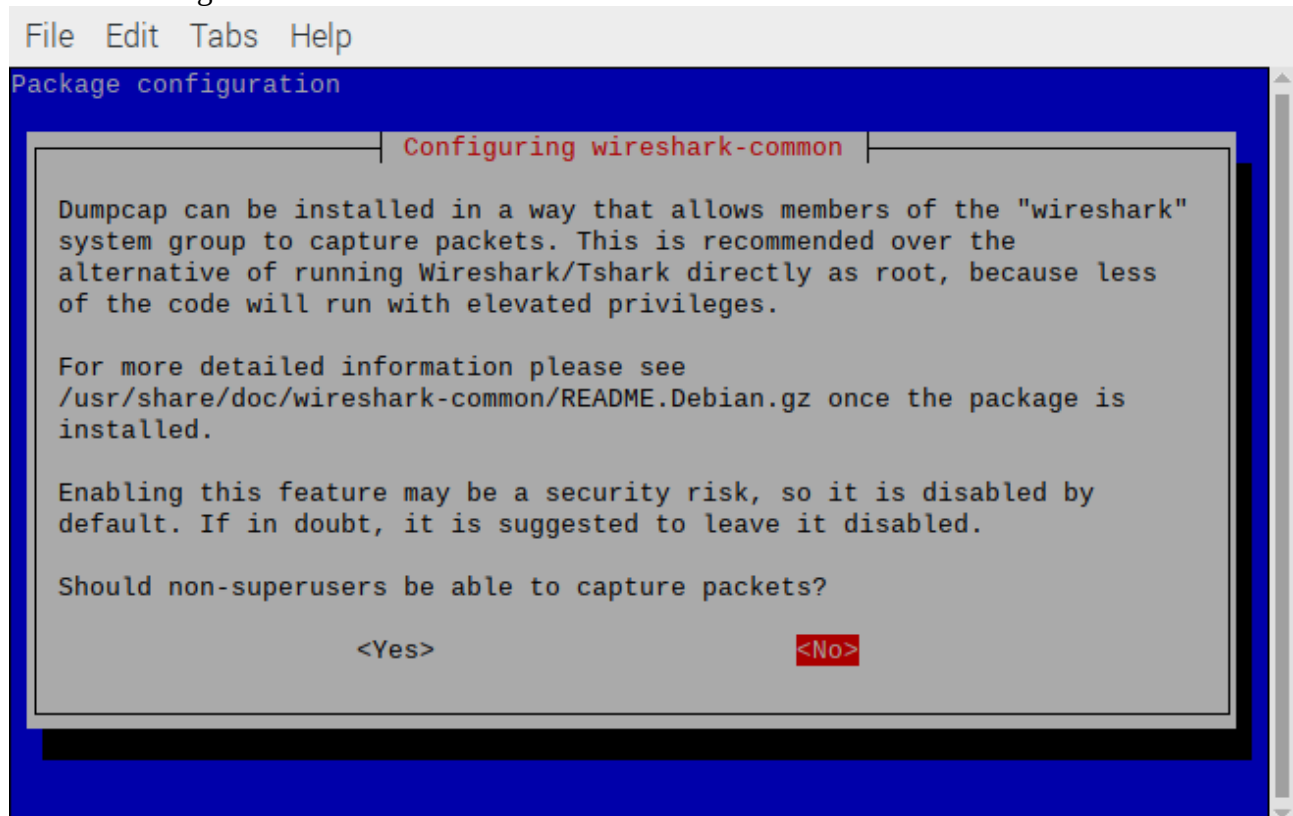 File Edit Tabs Help
Package configuration
Configuring wireshark-common
Dumpcap can be installed in a way that allows members of the "wireshark"
system group to capture packets. This is recommended over the
alternative of running Wireshark/Tshark directly as root, because less
of the code will run with elevated privileges.
For more detailed information please see
/usr/share/doc/wireshark-common/README.Debian.gz once the package is
installed.
Enabling this feature may be a security risk, so it is disabled by
default. If in doubt, it is suggested to leave it disabled.
Should non-superusers be able to capture packets?
<Yes> <No>